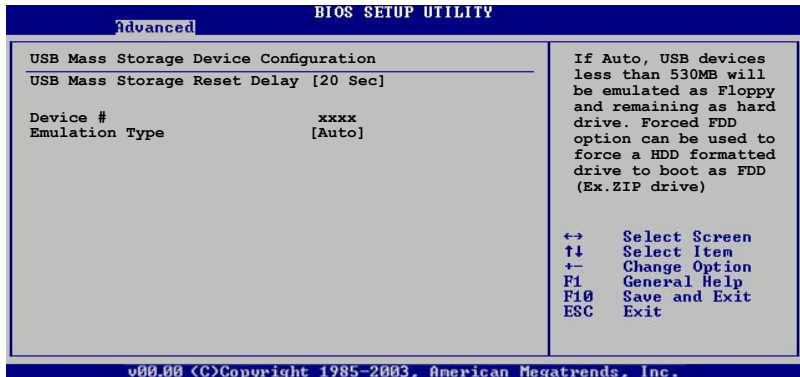 BIOS SETUP UTILITY
Advanced
USB Mass Storage Device Configuration
USB Mass Storage Reset Delay [20 Sec]
Device # xxxx
Emulation Type [Auto]
If Auto, USB devices
less than 530MB will
be emulated as Floppy
and remaining as hard
drive. Forced FDD
option can be used to
force a HDD formatted
drive to boot as FDD
(Ex.ZIP drive)
↔ Select Screen
↑↓ Select Item
+- Change Option
F1 General Help
F10 Save and Exit
ESC Exit
v00.00 (C)Copyright 1985-2003, American Megatrends, Inc.